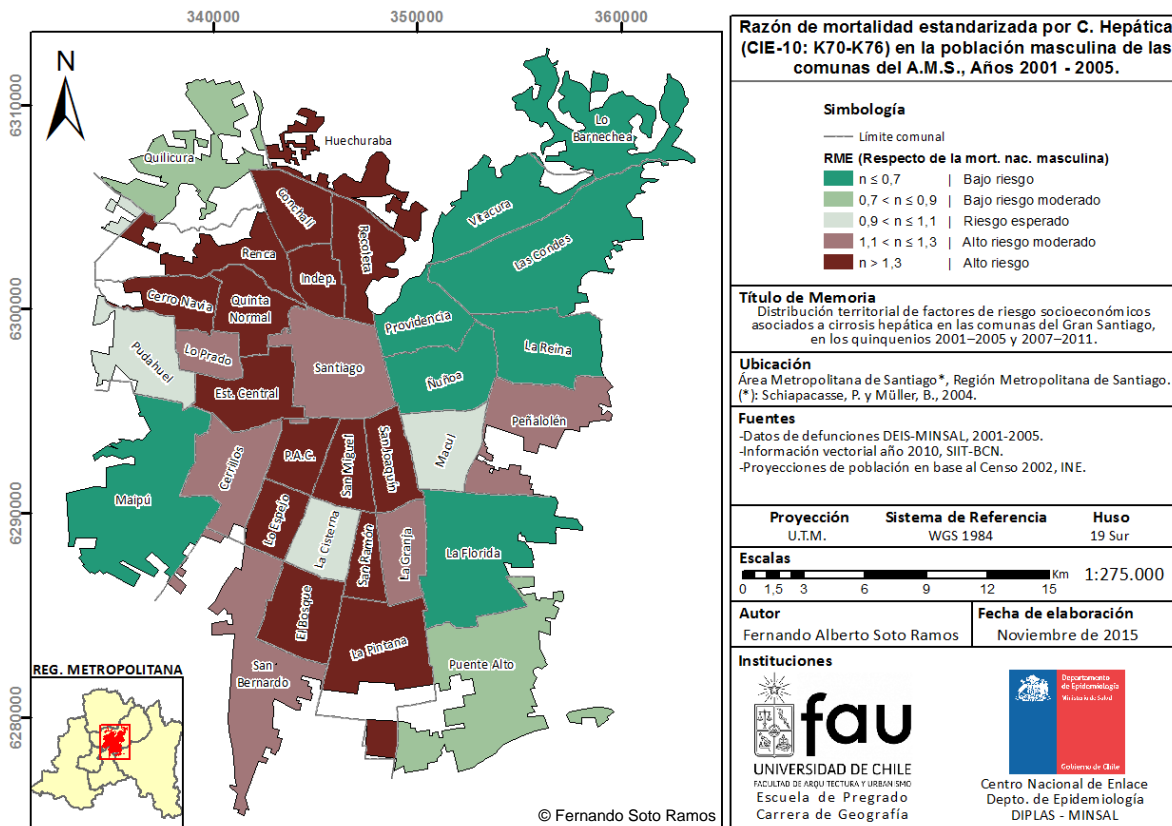 340000
350000
360000
6310000
6300000
6290000
6280000
N
Lo
Barnechea
Huechuraba
Quilicura
Conchalí
Recoleta
Vitacura
Las Condes
Renca
Indep.
Cerro Navia
Quinta
Normal
Providencia
La Reina
Pudahuel
Lo Prado
Santiago
Ñuñoa
Est. Central
Peñalolén
Cerrillos
P.A.C.
San Miguel
San Joaquín
Macul
Maipú
Lo Espejo
La Cisterna
San Ramón
La Granja
La Florida
El Bosque
La Pintana
San
Bernardo
Puente Alto
REG. METROPOLITANA
© Fernando Soto Ramos
Razón de mortalidad estandarizada por C. Hepática
(CIE-10: K70-K76) en la población masculina de las
comunas del A.M.S., Años 2001 - 2005.
Simbología
Límite comunal
RME (Respecto de la mort. nac. masculina)
n ≤ 0,7 | Bajo riesgo
0,7 < n ≤ 0,9 | Bajo riesgo moderado
0,9 < n ≤ 1,1 | Riesgo esperado
1,1 < n ≤ 1,3 | Alto riesgo moderado
n > 1,3 | Alto riesgo
Título de Memoria
Distribución territorial de factores de riesgo socioeconómicos
asociados a cirrosis hepática en las comunas del Gran Santiago,
en los quinquenios 2001–2005 y 2007–2011.
Ubicación
Área Metropolitana de Santiago*, Región Metropolitana de Santiago.
(*): Schiapacasse, P. y Müller, B., 2004.
Fuentes
-Datos de defunciones DEIS-MINSAL, 2001-2005.
-Información vectorial año 2010, SIIT-BCN.
-Proyecciones de población en base al Censo 2002, INE.
Proyección Sistema de Referencia Huso
U.T.M. WGS 1984 19 Sur
Escalas
Km 1:275.000
0 1,5 3 6 9 12 15
Autor
Fernando Alberto Soto Ramos
Fecha de elaboración
Noviembre de 2015
Instituciones
fau
UNIVERSIDAD DE CHILE
FACULTAD DE ARQUITECTURA Y URBANISMO
Escuela de Pregrado
Carrera de Geografía
Departamento
de Epidemiología
Ministerio de Salud
Gobierno de Chile
Centro Nacional de Enlace
Depto. de Epidemiología
DIPLAS - MINSAL